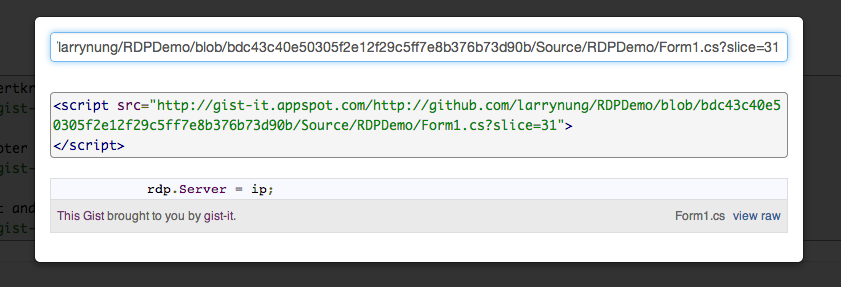 larrynung/RDPDemo/blob/bdc43c40e50305f2e12f29c5ff7e8b376b73d90b/Source/RDPDemo/Form1.cs?slice=31
<script src="http://gist-it.appspot.com/http://github.com/larrynung/RDPDemo/blob/bdc43c40e5
0305f2e12f29c5ff7e8b376b73d90b/Source/RDPDemo/Form1.cs?slice=31">
</script>
rdp.Server = ip;
This Gist brought to you by gist-it.
Form1.cs view raw